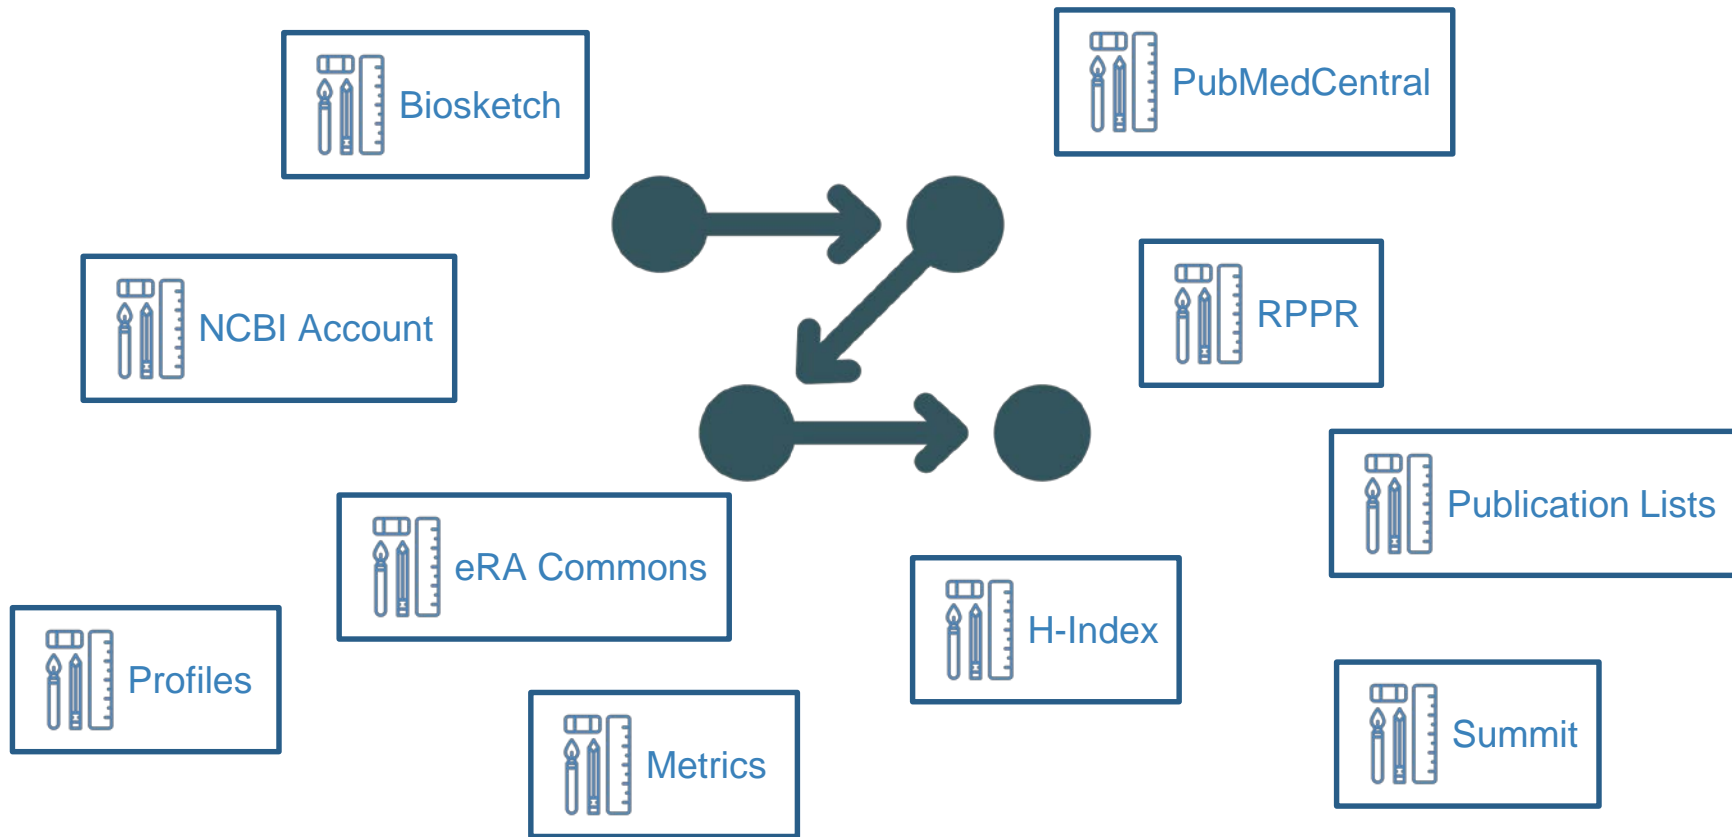 Biosketch
PubMedCentral
NCBI Account
RPPR
Publication Lists
eRA Commons
H-Index
Profiles
Summit
Metrics